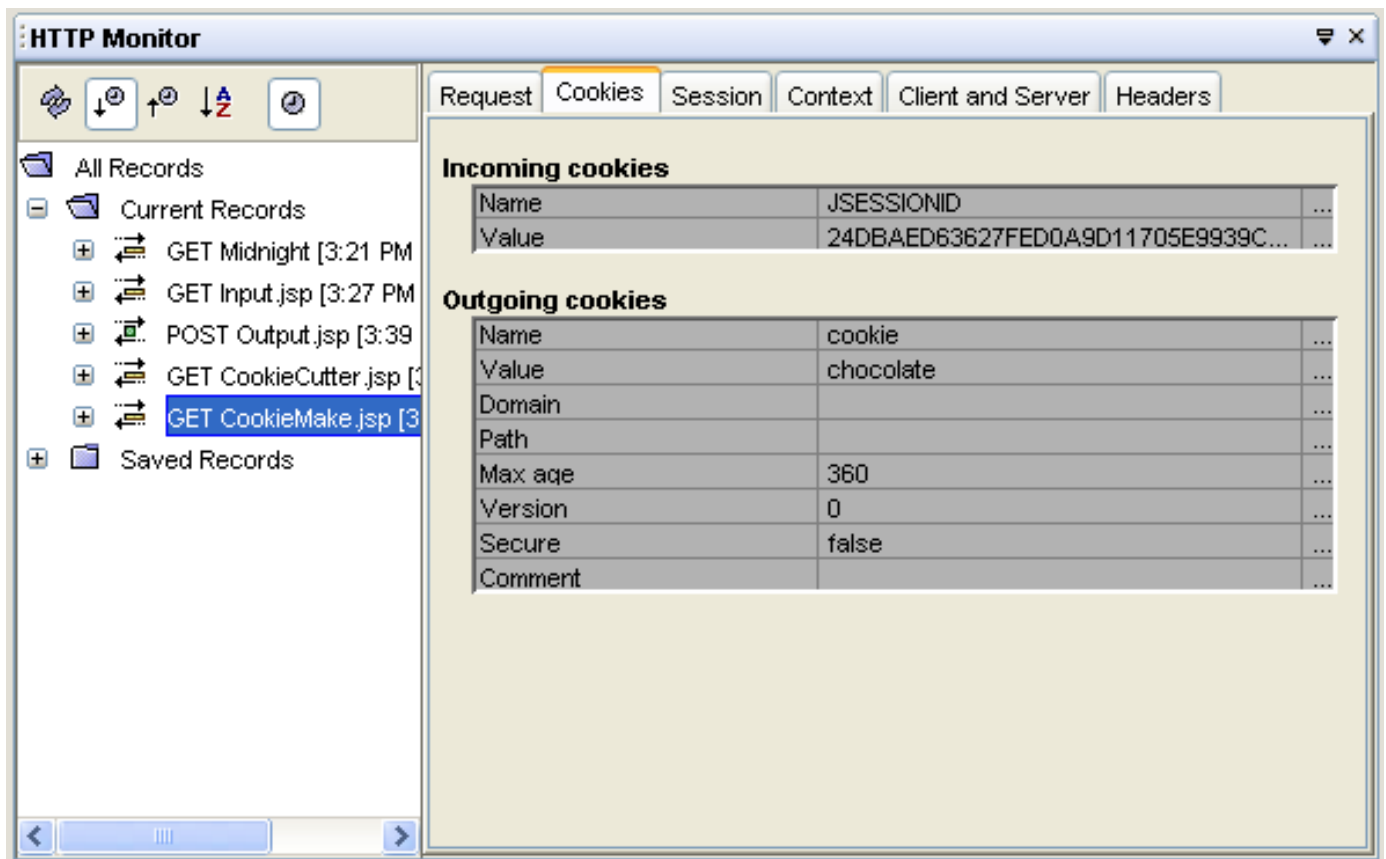 HTTP Monitor
Request Cookies Session Context Client and Server Headers
All Records
Current Records
GET Midnight [3:21 PM
GET Input.jsp [3:27 PM
POST Output.jsp [3:39
GET CookieCutter.jsp [3
GET CookieMake.jsp [3
Saved Records
Incoming cookies
Name JSESSIONID ...
Value 24DBAED63627FED0A9D11705E9939C... ...
Outgoing cookies
Name cookie ...
Value chocolate ...
Domain ...
Path ...
Max age 360 ...
Version 0 ...
Secure false ...
Comment ...